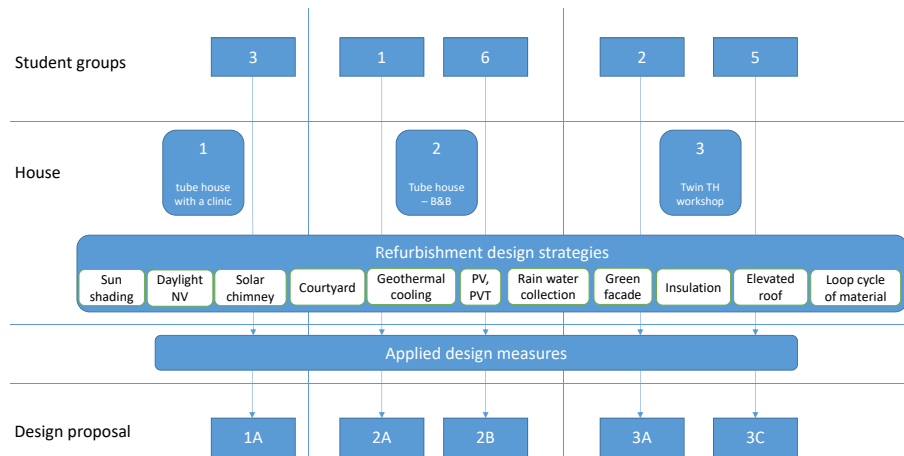 Student groups
3
1
6
2
5
House
1
tube house
with a clinic
2
Tube house
– B&B
3
Twin TH
workshop
Refurbishment design strategies
Sun
shading
Daylight
NV
Solar
chimney
Courtyard
Geothermal
cooling
PV,
PVT
Rain water
collection
Green
facade
Insulation
Elevated
roof
Loop cycle
of material
Applied design measures
Design proposal
1A
2A
2B
3A
3C